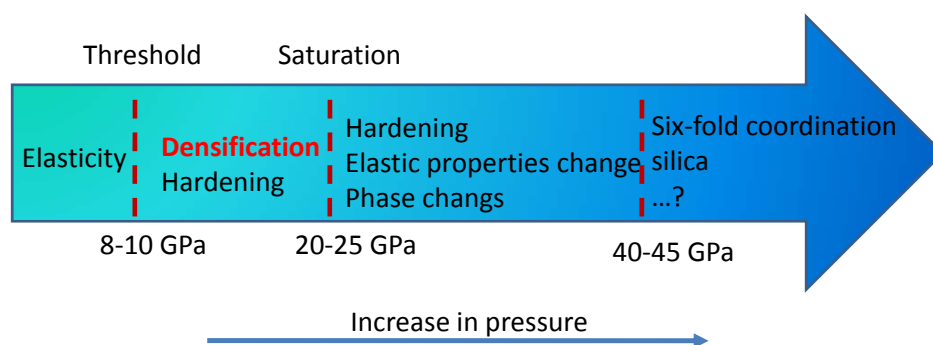 Threshold
Saturation
Elasticity
Densification
Hardening
Hardening
Elastic properties change
Phase changs
Six-fold coordination
silica
...?
8-10 GPa
20-25 GPa
40-45 GPa
Increase in pressure